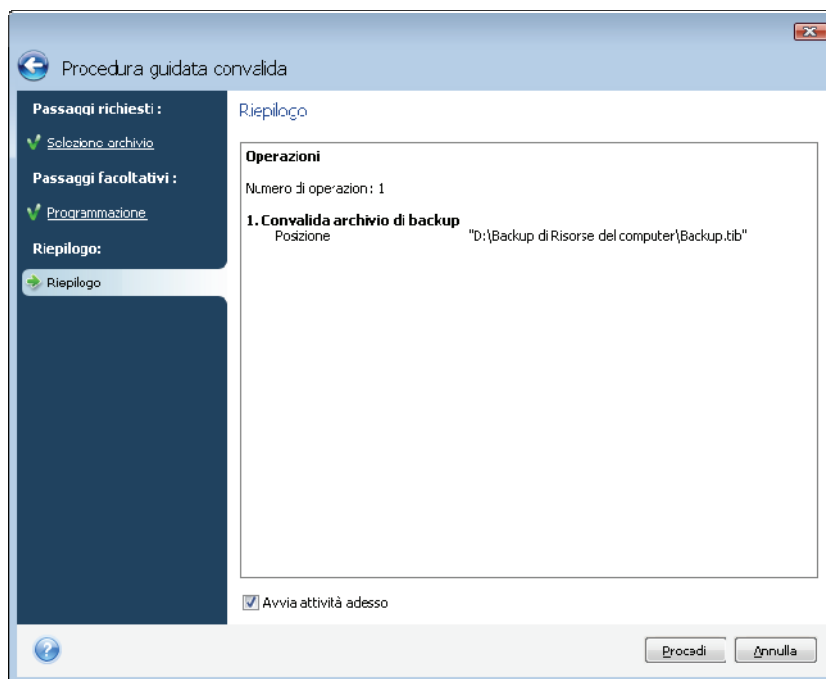 Procedura guidata convalida
Passaggi richiesti:
Selezione archivio
Passaggi facoltativi:
Programmazione
Riepilogo:
Riepilogo
Riepilogo
Operazioni
Numero di operazioni: 1
1. Convalida archivio di backup
Posizione "D:\Backup di Risorse del computer\Backup.tib"
Avvia attività adesso
?
Procedi Annulla